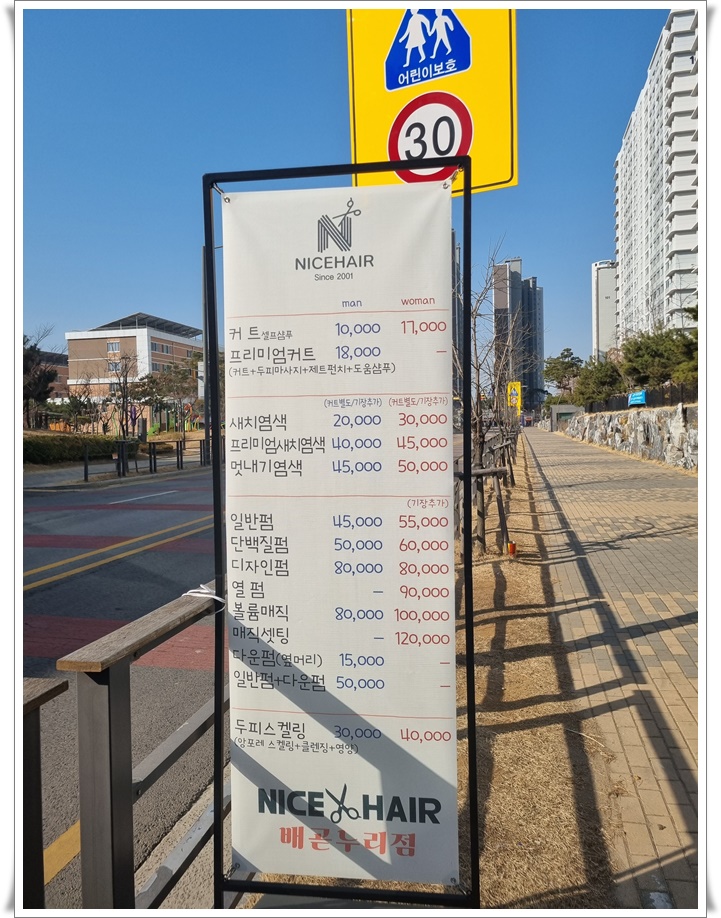 어린이보호
30
NICEHAIR
Since 2001
man woman
커 트셀프샴푸 10,000 17,000
프리미엄커트 18,000 –
(커트+두피마사지+제트펀치+도움샴푸)
(커트별도/기장추가) (커트별도/기장추가)
새치염색 20,000 30,000
프리미엄새치염색 40,000 45,000
멋내기염색 45,000 50,000
(기장추가)
일반펌 45,000 55,000
단백질펌 50,000 60,000
디자인펌 80,000 80,000
열 펌 – 90,000
볼륨매직 80,000 100,000
매직셋팅 – 120,000
다운펌(옆머리) 15,000 –
일반펌+다운펌 50,000 –
두피스켈링 30,000 40,000
(앙포레 스켈링+클렌징+영양)
NICE HAIR
배곧누리점